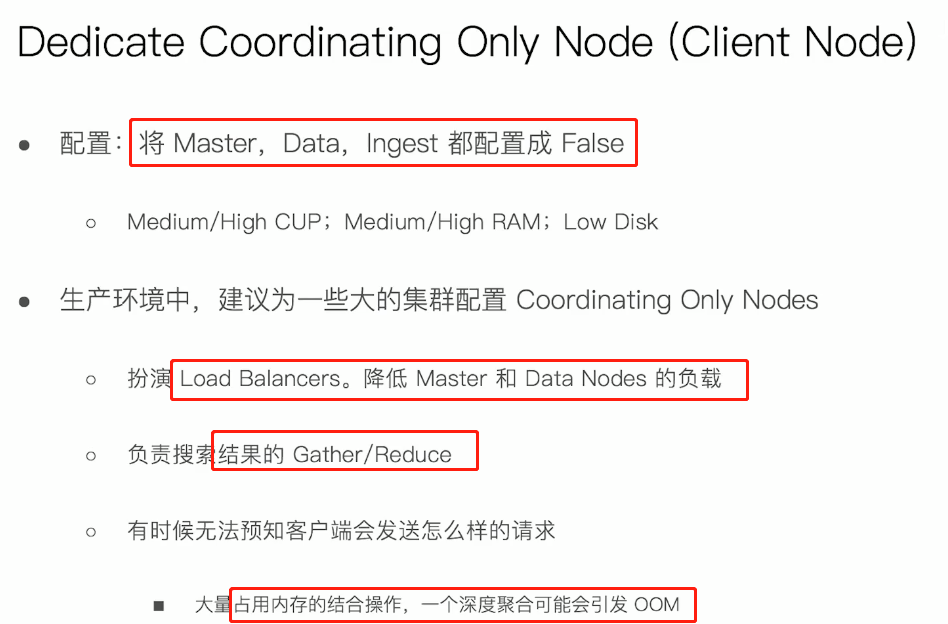 Dedicate Coordinating Only Node (Client Node)
• 配置：将 Master，Data，Ingest 都配置成 False
○ Medium/High CUP；Medium/High RAM；Low Disk
• 生产环境中，建议为一些大的集群配置 Coordinating Only Nodes
○ 扮演 Load Balancers。降低 Master 和 Data Nodes 的负载
○ 负责搜索结果的 Gather/Reduce
○ 有时候无法预知客户端会发送怎么样的请求
■ 大量占用内存的结合操作，一个深度聚合可能会引发 OOM